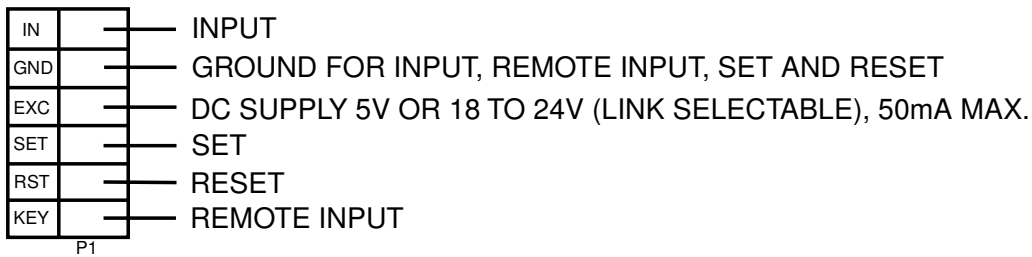 IN INPUT
GND GROUND FOR INPUT, REMOTE INPUT, SET AND RESET
EXC DC SUPPLY 5V OR 18 TO 24V (LINK SELECTABLE), 50mA MAX.
SET SET
RST RESET
KEY REMOTE INPUT
P1